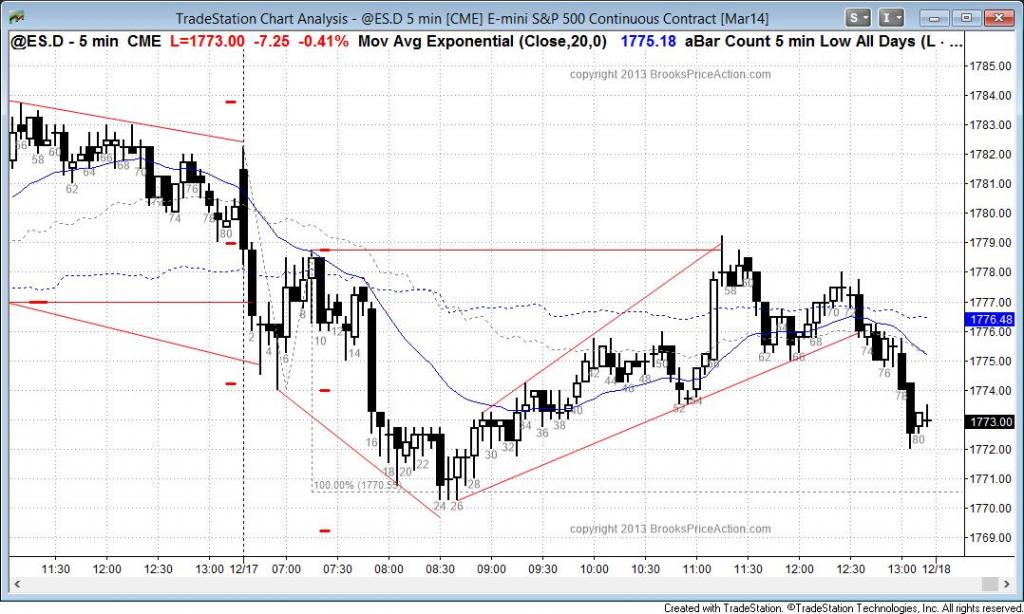 TradeStation Chart Analysis - @ES.D 5 min [CME] E-mini S&P 500 Continuous Contract [Mar14]
S I
@ES.D - 5 min CME L=1773.00 -7.25 -0.41% Mov Avg Exponential (Close,20,0) 1775.18 aBar Count 5 min Low All Days (L · ...
copyright 2013 BrooksPriceAction.com
1785.00
1784.00
1783.00
1782.00
1781.00
1780.00
1779.00
1778.00
1777.00
1776.48
1776.00
1775.00
1774.00
1773.00
1772.00
1771.00
1770.00
1769.00
56 58 60 62 64 66 68 70 74 76 78 80
2 4 6 8 10 12 14 16 18 20 22 24 26 28 30 32 34 36 38 40 42 44 46 48 50 52 54 56 58 60 62 64 66 68 70 72 74 76 78 80
100.00% (1770.55)
copyright 2013 BrooksPriceAction.com
11:30 12:00 12:30 13:00 12/17 07:00 07:30 08:00 08:30 09:00 09:30 10:00 10:30 11:00 11:30 12:00 12:30 13:00 12/18
Created with TradeStation. ©TradeStation Technologies, Inc. All rights reserved.